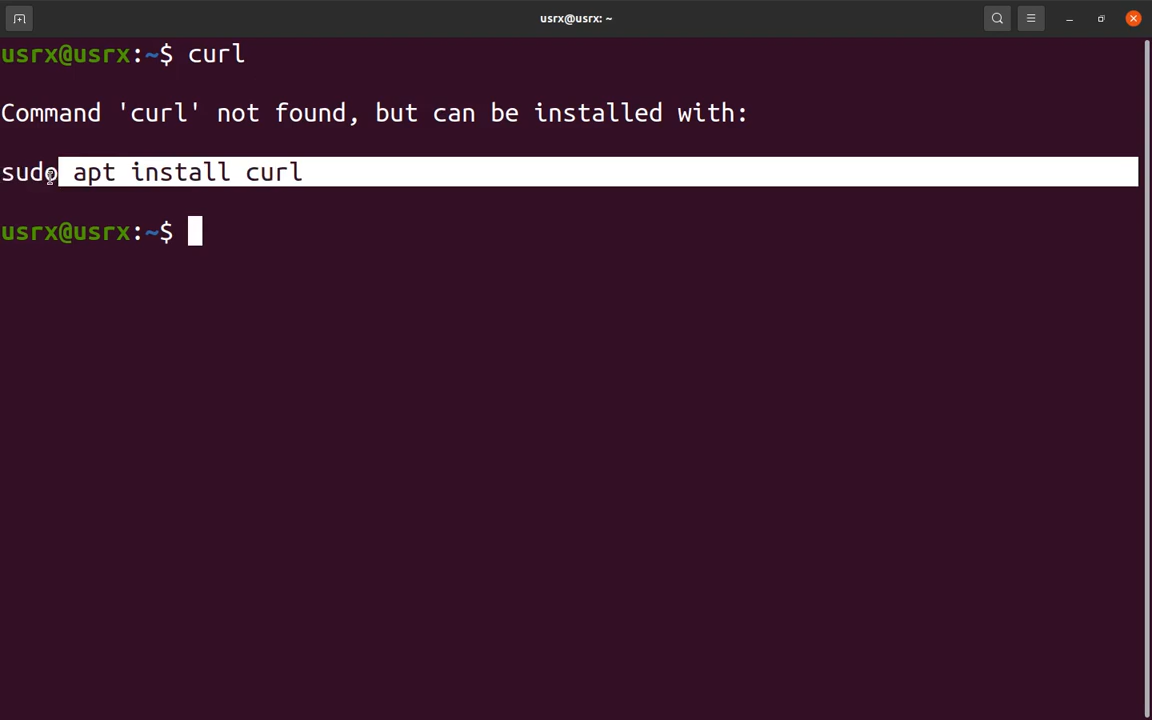 usrx@usrx: ~
usrx@usrx:~$ curl
Command 'curl' not found, but can be installed with:
sudo apt install curl
usrx@usrx:~$